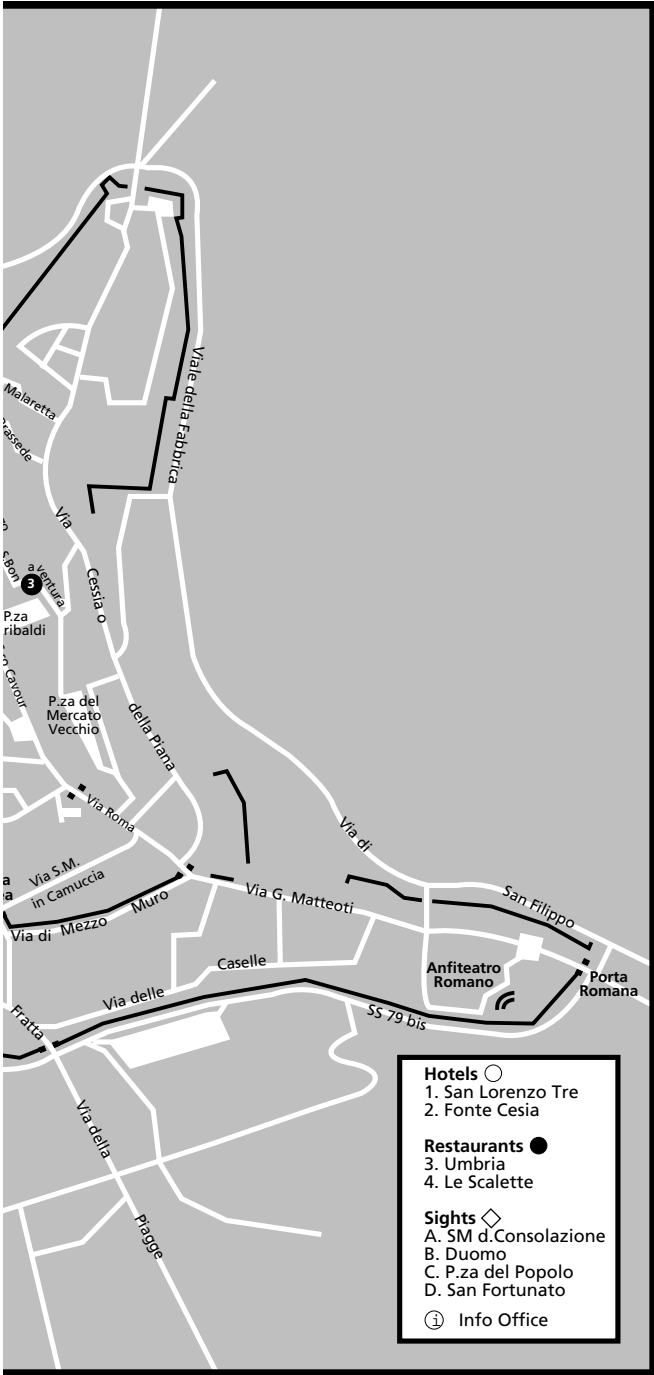 Viale della Fabbrica
Malaretta
Via
S.Bon
a
ventura
3
Cessia o
P.za
ribaldi
Cavour
P.za del
Mercato
Vecchio
della Piana
Via Roma
Via di
Via S.M.
in Camuccia
a
Via G. Matteoti
San Filippo
Via di Mezzo Muro
Caselle
Anfiteatro
Romano
Porta
Romana
Via delle
SS 79 bis
Fratta
Via della
Piagge
Hotels
1. San Lorenzo Tre
2. Fonte Cesia
Restaurants
3. Umbria
4. Le Scalette
Sights
A. SM d.Consolazione
B. Duomo
C. P.za del Popolo
D. San Fortunato
i Info Office